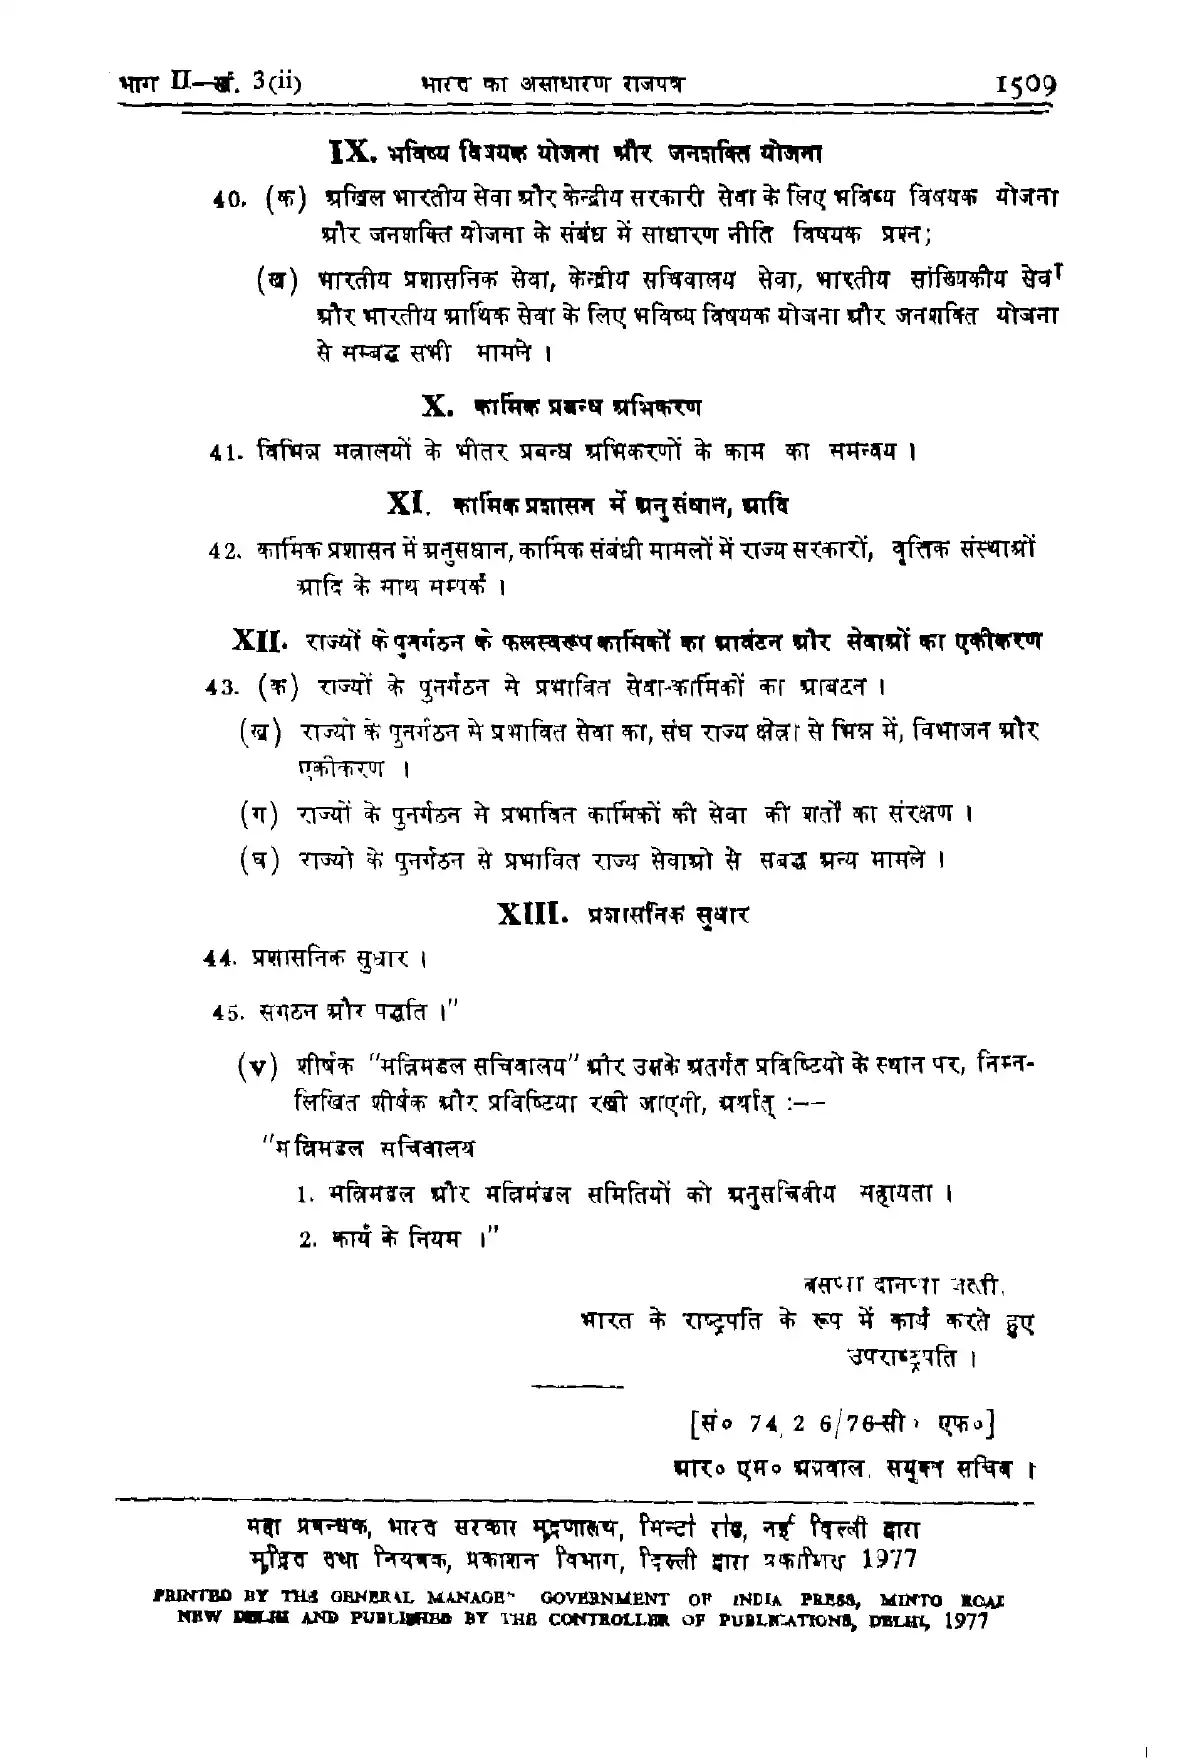 भाग II—खं. 3(ii) भारत का असाधारण राजपत्र 1509
IX. भविष्य विषयक योजना और जनशक्ति योजना
40. (क) अखिल भारतीय सेवा और केन्द्रीय सरकारी सेवा के लिए भविष्य विषयक योजना
और जनशक्ति योजना के संबंध में साधारण नीति विषयक प्रश्न;
(ख) भारतीय प्रशासनिक सेवा, केन्द्रीय सचिवालय सेवा, भारतीय सांख्यिकीय सेवा
और भारतीय आर्थिक सेवा के लिए भविष्य विषयक योजना और जनशक्ति योजना
से सम्बद्ध सभी मामले ।
X. कार्मिक प्रबन्ध अभिकरण
41. विभिन्न मंत्रालयों के भीतर प्रबन्ध अभिकरणों के काम का समन्वय ।
XI. कार्मिक प्रशासन में अनुसंधान, आदि
42. कार्मिक प्रशासन में अनुसंधान, कार्मिक संबंधी मामलों में राज्य सरकारों, वृत्तिक संस्थाओं
आदि के साथ सम्पर्क ।
XII. राज्यों के पुनर्गठन के फलस्वरूप कार्मिकों का आवंटन और सेवाओं का एकीकरण
43. (क) राज्यों के पुनर्गठन से प्रभावित सेवा-कार्मिकों का आबंटन ।
(ख) राज्यों के पुनर्गठन से प्रभावित सेवा का, संघ राज्य क्षेत्रों से भिन्न में, विभाजन और
एकीकरण ।
(ग) राज्यों के पुनर्गठन से प्रभावित कार्मिकों की सेवा की शर्तों का संरक्षण ।
(घ) राज्यों के पुनर्गठन से प्रभावित राज्य सेवाओं से संबद्ध अन्य मामले ।
XIII. प्रशासनिक सुधार
44. प्रशासनिक सुधार ।
45. संगठन और पद्धति ।"
(v) शीर्षक "मंत्रिमंडल सचिवालय" और उसके अंतर्गत प्रविष्टियों के स्थान पर, निम्न-
लिखित शीर्षक और प्रविष्टियां रखी जाएंगी, अर्थात् :--
"मंत्रिमंडल सचिवालय
1. मंत्रिमंडल और मंत्रिमंडल समितियों को अनुसचिवीय सहायता ।
2. कार्य के नियम ।"
बसप्पा दानप्पा जत्ती,
भारत के राष्ट्रपति के रूप में कार्य करते हुए
उपराष्ट्रपति ।
[सं० 74/2/6/76-सी० एफ०]
आर० एम० अग्रवाल, संयुक्त सचिव ।
महा प्रबन्धक, भारत सरकार मुद्रणालय, मिन्टो रोड, नई दिल्ली द्वारा
मुद्रित तथा नियंत्रक, प्रकाशन विभाग, दिल्ली द्वारा प्रकाशित 1977
PRINTED BY THE GENERAL MANAGER GOVERNMENT OF INDIA PRESS, MINTO ROAD
NEW DELHI AND PUBLISHED BY THE CONTROLLER OF PUBLICATIONS, DELHI, 1977